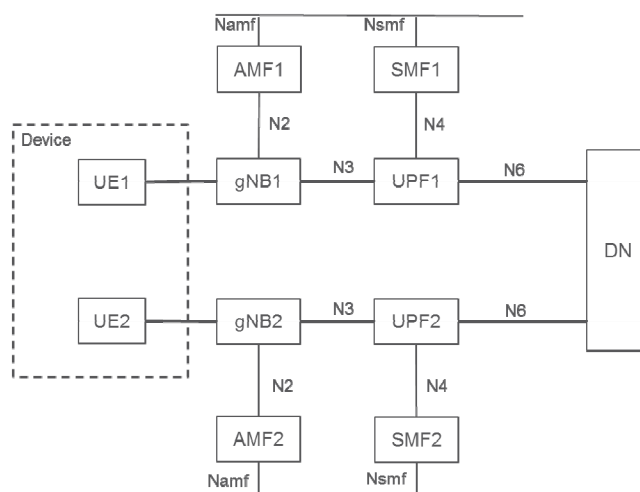 Namf Nsmf
AMF1 SMF1
N2 N4
Device
UE1 gNB1 N3 UPF1 N6
DN
UE2 gNB2 N3 UPF2 N6
N2 N4
AMF2 SMF2
Namf Nsmf